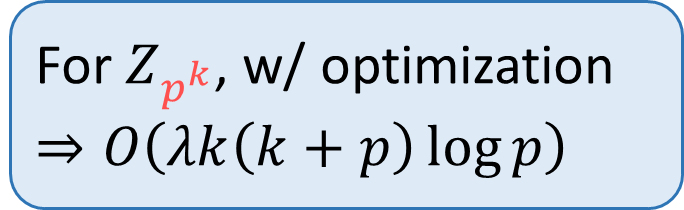 For Z_{p^k}, w/ optimization
⇒ O(λk(k + p) log p)